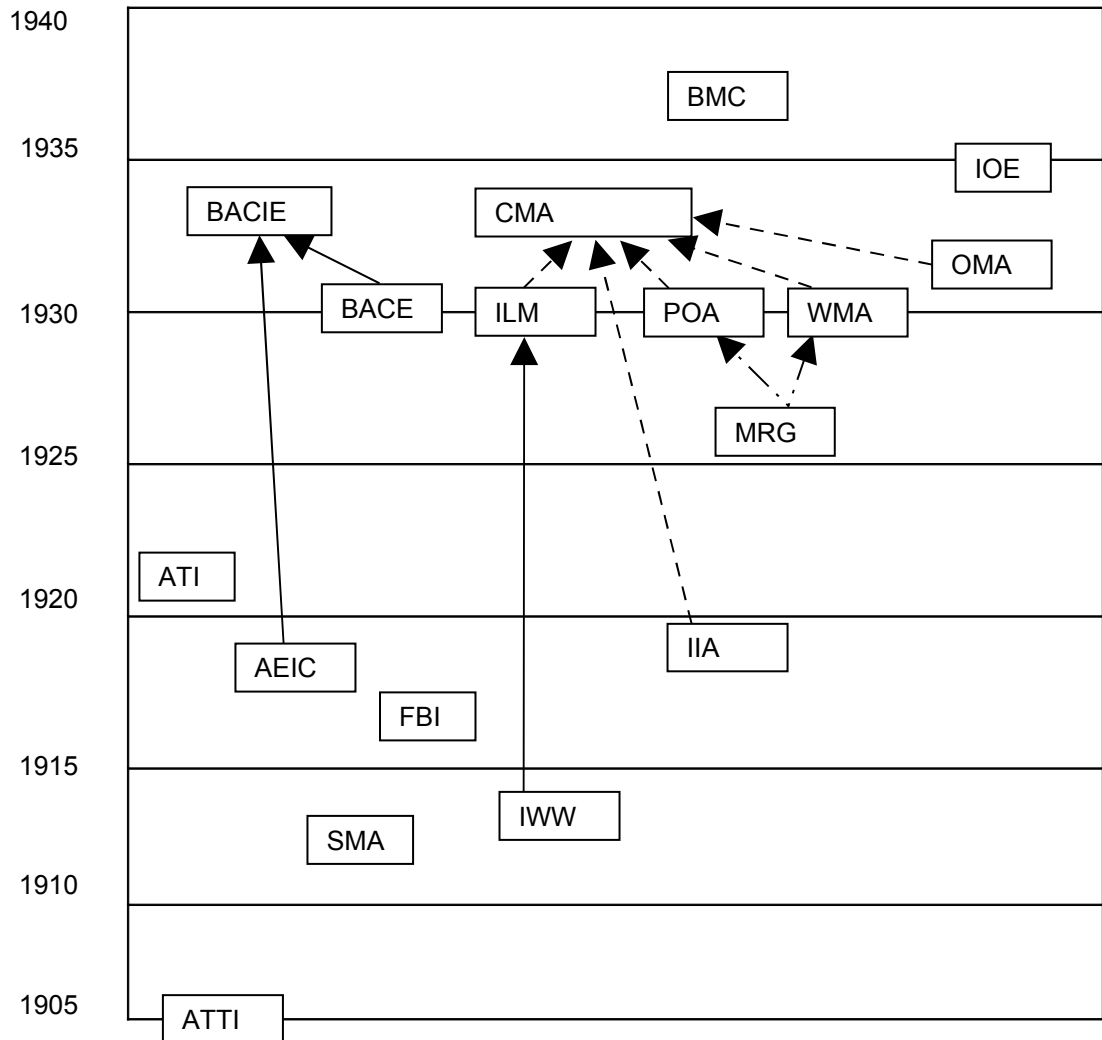 1940
BMC
1935
IOE
BACIE
CMA
OMA
1930
BACE
ILM
POA
WMA
MRG
1925
ATI
1920
AEIC
IIA
FBI
1915
IWW
SMA
1910
1905
ATTI